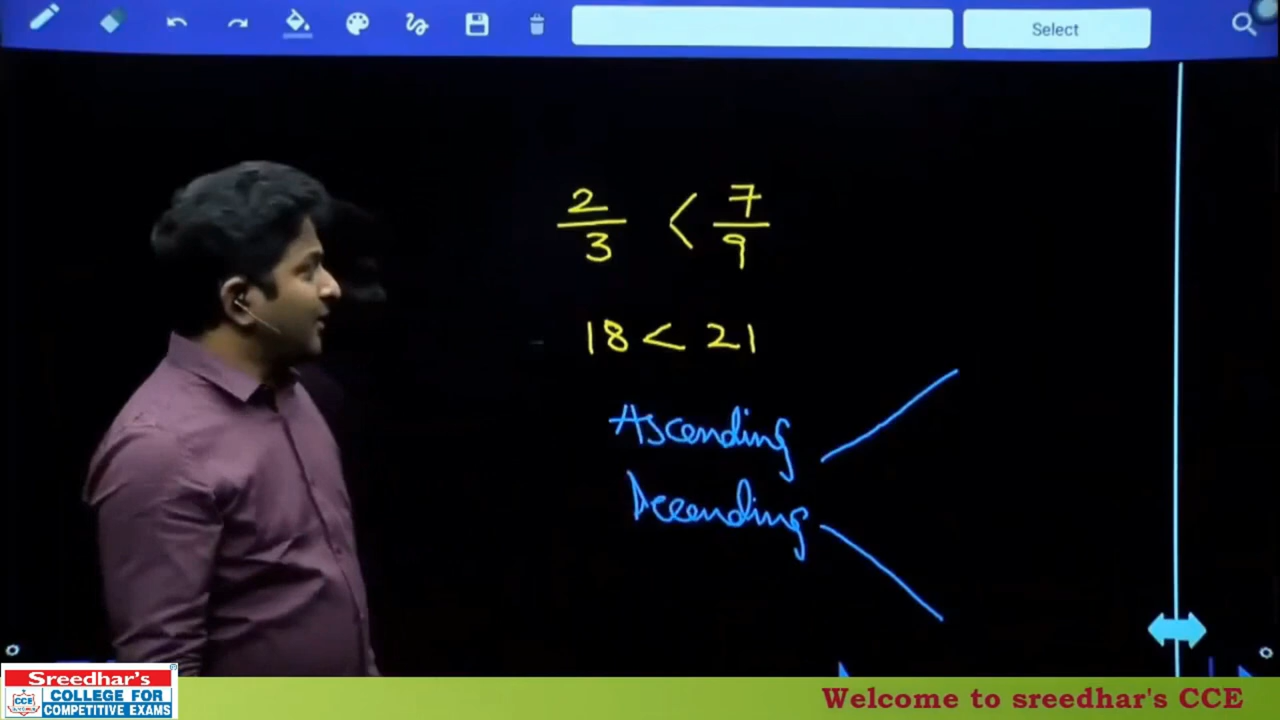 Select
2/3 < 7/9
18 < 21
Ascending
Decending
Sreedhar's
CCE
COLLEGE FOR
COMPETITIVE EXAMS
Welcome to sreedhar's CCE